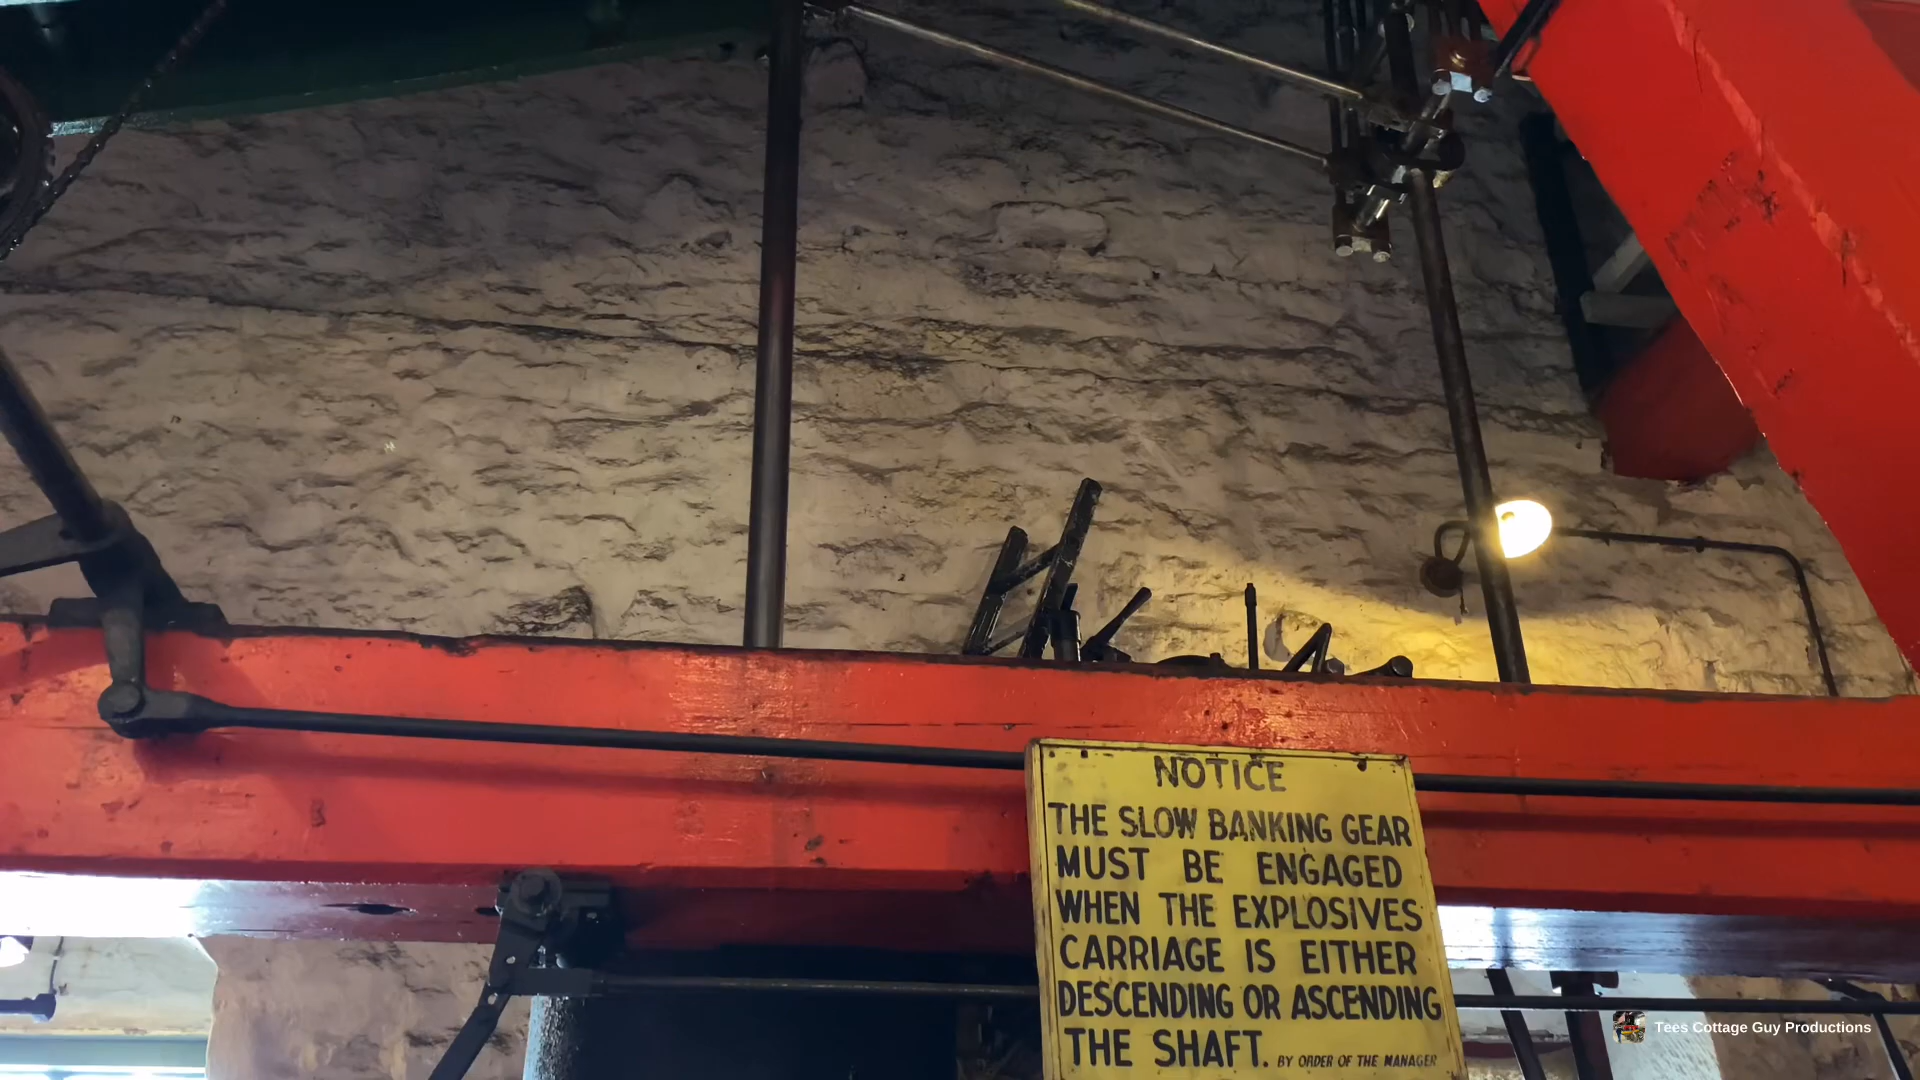 NOTICE
THE SLOW BANKING GEAR
MUST BE ENGAGED
WHEN THE EXPLOSIVES
CARRIAGE IS EITHER
DESCENDING OR ASCENDING
THE SHAFT. BY ORDER OF THE MANAGER
Tees Cottage Guy Productions